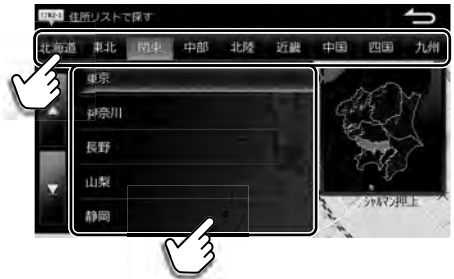 住所リストで探す
北海道 東北 関東 中部 北陸 近畿 中国 四国 九州
東京
神奈川
長野
山梨
静岡
シャルマン押上